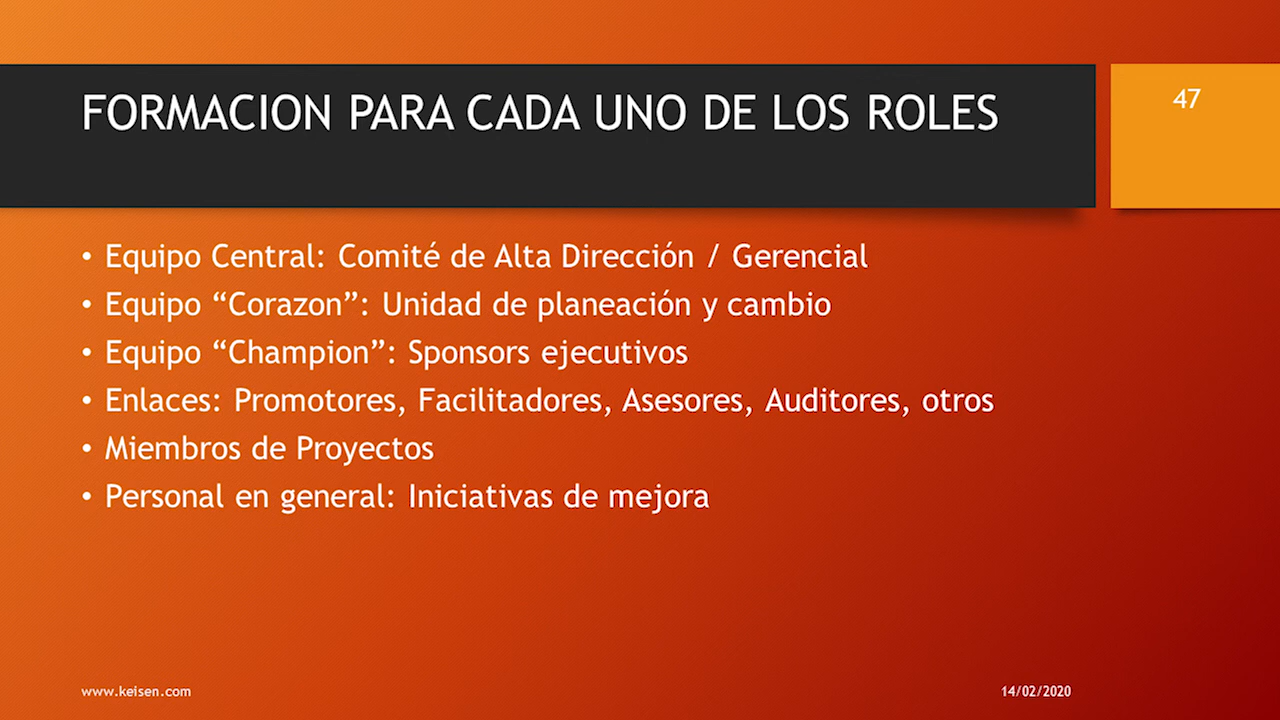 FORMACION PARA CADA UNO DE LOS ROLES
47
• Equipo Central: Comité de Alta Dirección / Gerencial
• Equipo “Corazon”: Unidad de planeación y cambio
• Equipo “Champion”: Sponsors ejecutivos
• Enlaces: Promotores, Facilitadores, Asesores, Auditores, otros
• Miembros de Proyectos
• Personal en general: Iniciativas de mejora
www.keisen.com
14/02/2020